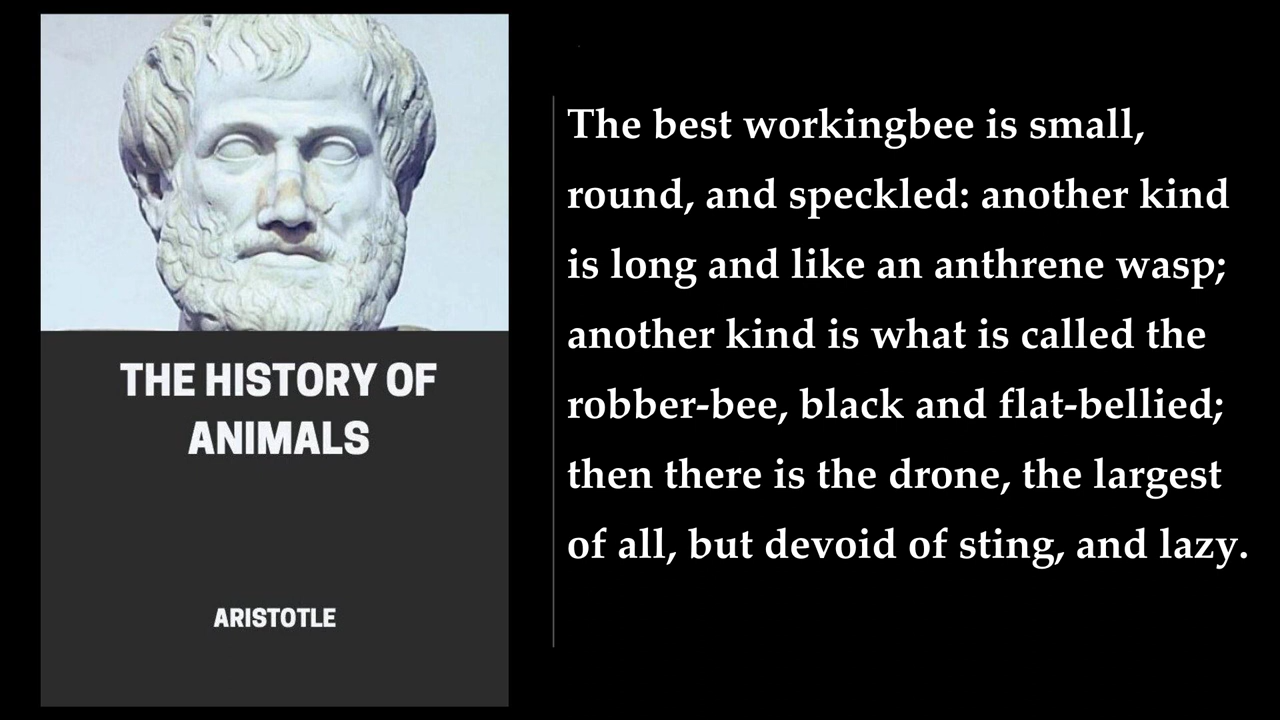 THE HISTORY OF
ANIMALS
ARISTOTLE
The best workingbee is small,
round, and speckled: another kind
is long and like an anthrene wasp;
another kind is what is called the
robber-bee, black and flat-bellied;
then there is the drone, the largest
of all, but devoid of sting, and lazy.